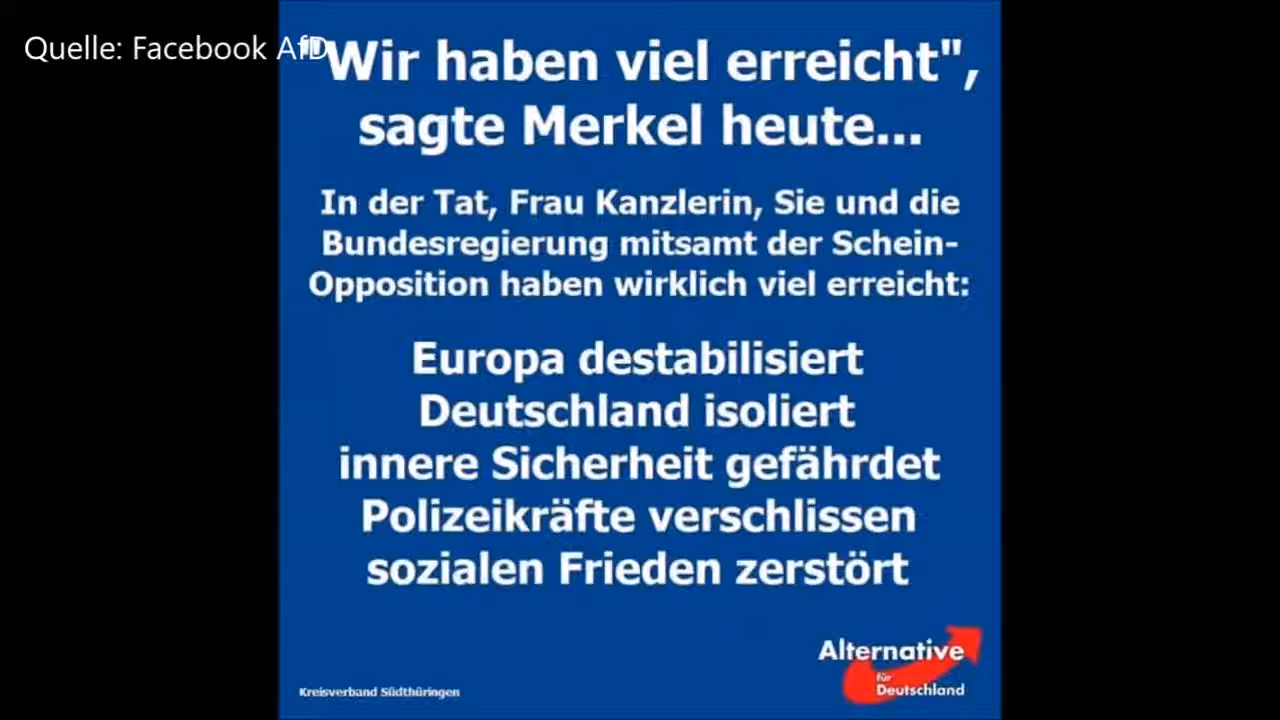 Quelle: Facebook AfD
"Wir haben viel erreicht",
sagte Merkel heute...
In der Tat, Frau Kanzlerin, Sie und die
Bundesregierung mitsamt der Schein-
Opposition haben wirklich viel erreicht:
Europa destabilisiert
Deutschland isoliert
innere Sicherheit gefährdet
Polizeikräfte verschlissen
sozialen Frieden zerstört
Alternative
für
Deutschland
Kreisverband Südthüringen